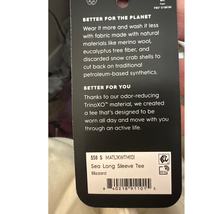 BETTER FOR THE PLANET
Wear it more and wash it less
with fabric made with natural
materials like merino wool,
eucalyptus tree fiber, and
discarded snow crab shells to
cut back on traditional
petroleum-based synthetics.
BETTER FOR YOU
Thanks to our odor-reducing
TrinoXO™ material, we created
a tee that's designed to
be worn all day and move with you
through an active life.
Sea Long Sleeve Tee
Blizzard